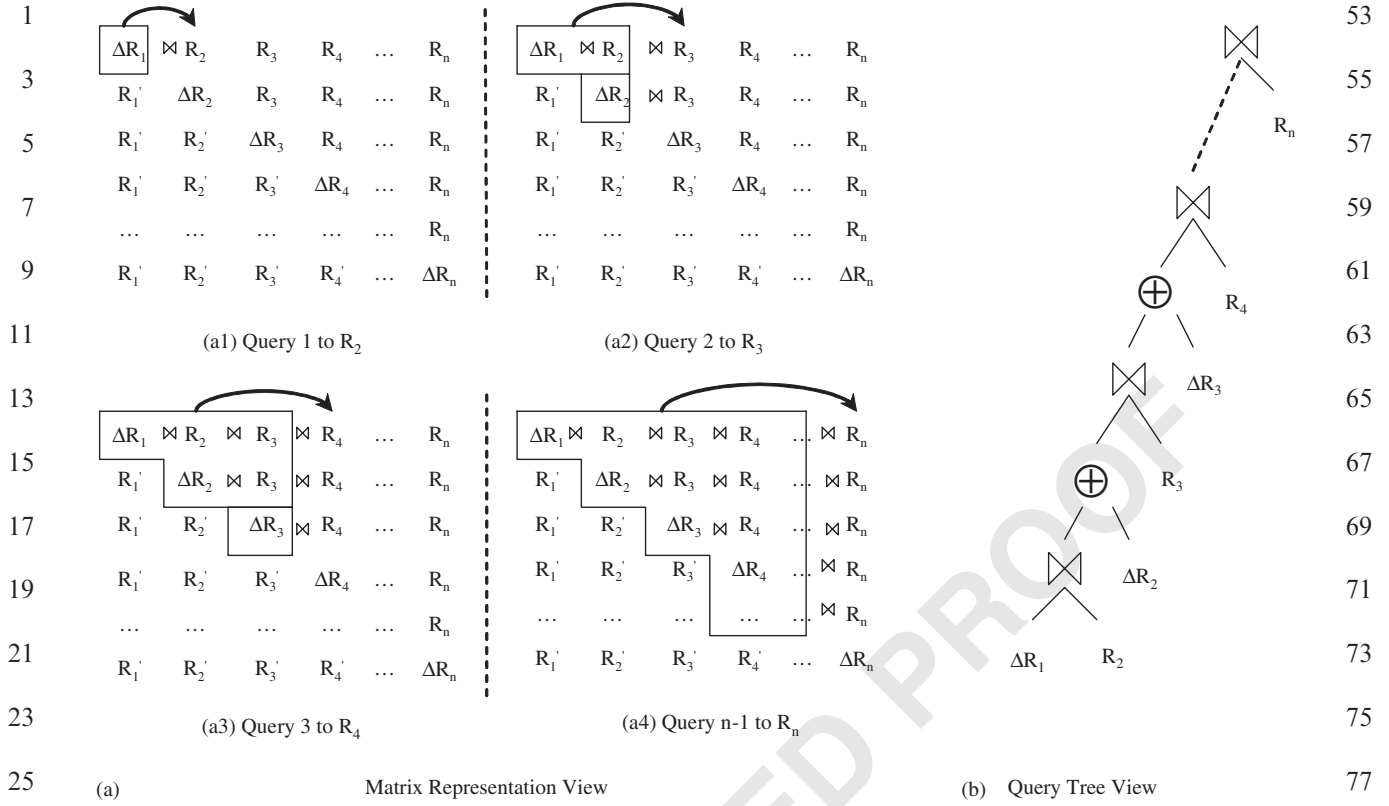 1 53
ΔR₁ ⋈ R₂ R₃ R₄ … Rₙ
R₁' ΔR₂ R₃ R₄ … Rₙ
R₁' R₂' ΔR₃ R₄ … Rₙ
R₁' R₂' R₃' ΔR₄ … Rₙ
… … … … … Rₙ
R₁' R₂' R₃' R₄' … ΔRₙ
(a1) Query 1 to R₂
ΔR₁ ⋈ R₂ ⋈ R₃ R₄ … Rₙ
R₁' ΔR₂ ⋈ R₃ R₄ … Rₙ
R₁' R₂' ΔR₃ R₄ … Rₙ
R₁' R₂' R₃' ΔR₄ … Rₙ
… … … … … Rₙ
R₁' R₂' R₃' R₄' … ΔRₙ
(a2) Query 2 to R₃
3 55
5 57
7 59
9 61
11 63
ΔR₁ ⋈ R₂ ⋈ R₃ ⋈ R₄ … Rₙ
R₁' ΔR₂ ⋈ R₃ ⋈ R₄ … Rₙ
R₁' R₂' ΔR₃ ⋈ R₄ … Rₙ
R₁' R₂' R₃' ΔR₄ … Rₙ
… … … … … Rₙ
R₁' R₂' R₃' R₄' … ΔRₙ
(a3) Query 3 to R₄
ΔR₁ ⋈ R₂ ⋈ R₃ ⋈ R₄ … ⋈ Rₙ
R₁' ΔR₂ ⋈ R₃ ⋈ R₄ … ⋈ Rₙ
R₁' R₂' ΔR₃ ⋈ R₄ … ⋈ Rₙ
R₁' R₂' R₃' ΔR₄ … ⋈ Rₙ
… … … … … ⋈ Rₙ
R₁' R₂' R₃' R₄' … ΔRₙ
(a4) Query n-1 to Rₙ
13 65
15 67
17 69
19 71
21 73
23 75
25 77
(a) Matrix Representation View
⋈
Rₙ
⋈
⊕ R₄
⋈ ΔR₃
⊕ R₃
⋈ ΔR₂
ΔR₁ R₂
(b) Query Tree View
ED PROOF